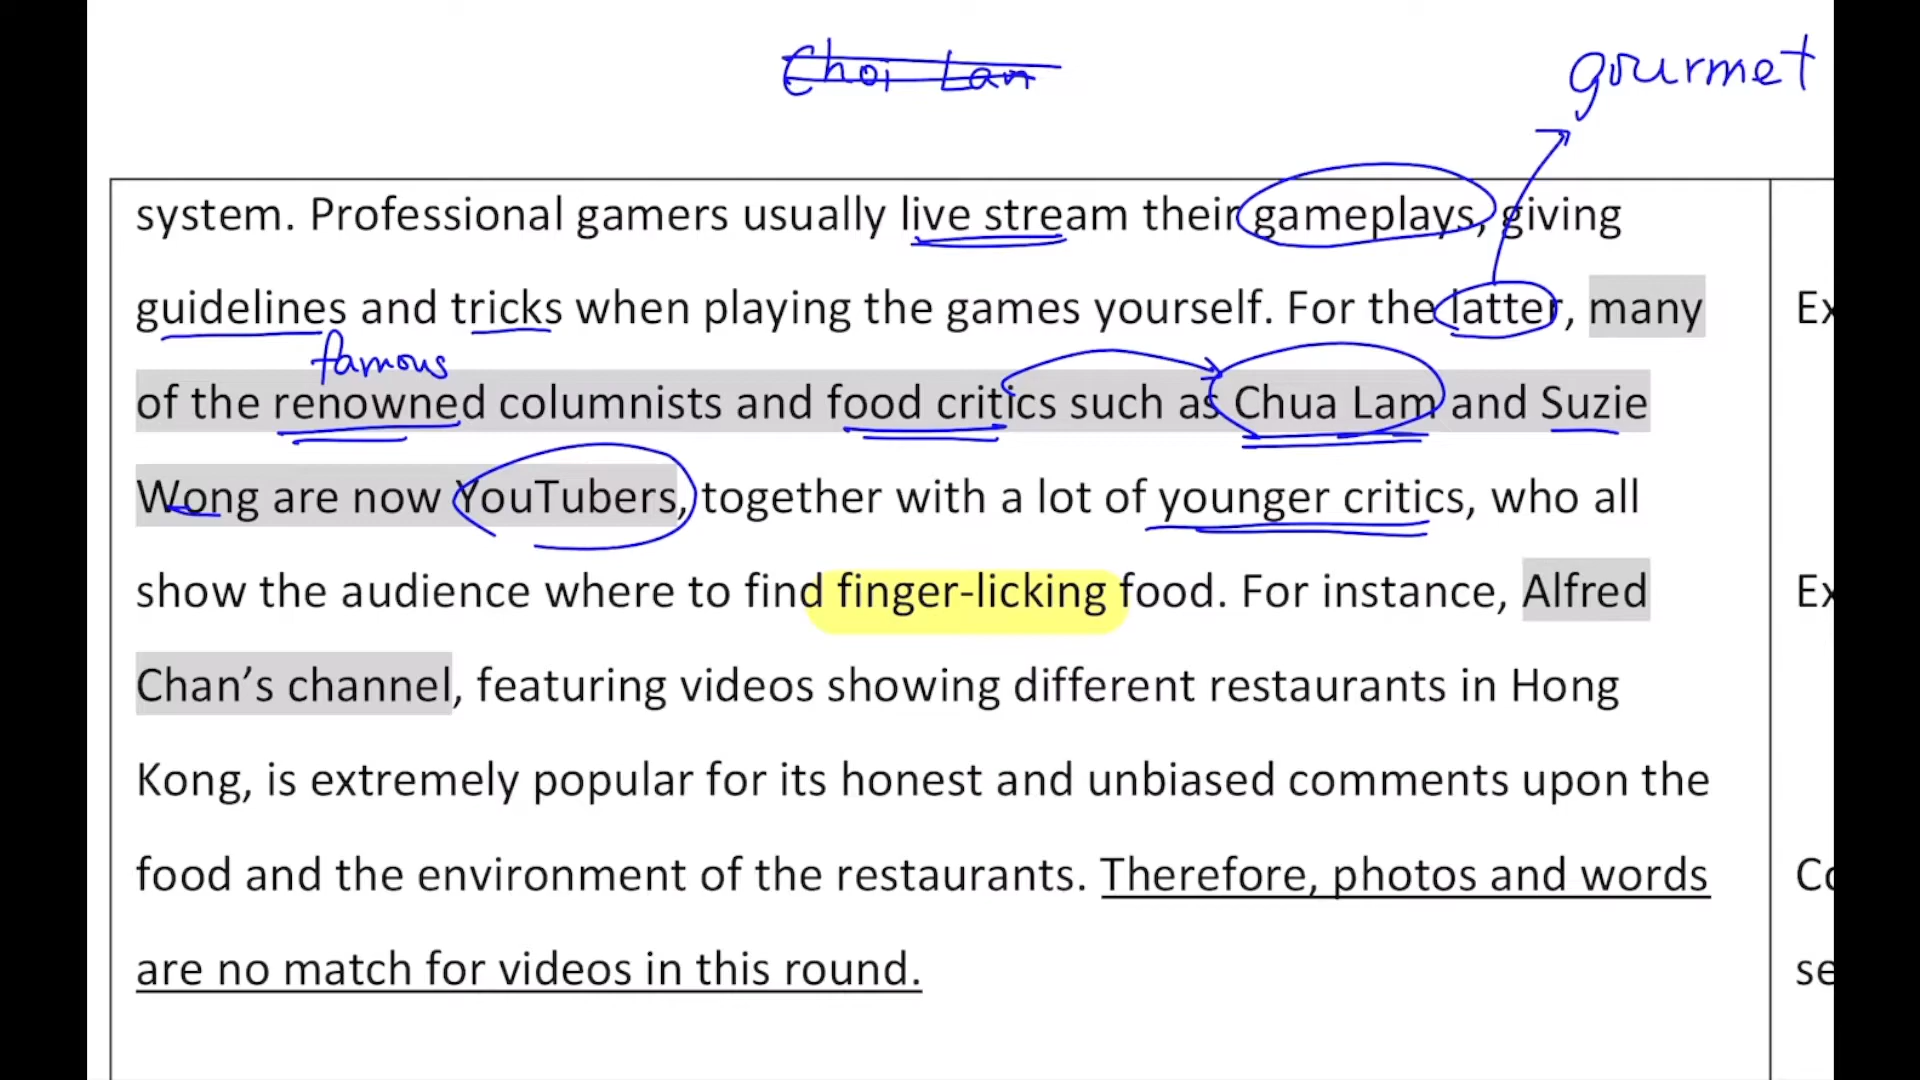 Choi Lam
gourmet
system. Professional gamers usually live stream their gameplays, giving
guidelines and tricks when playing the games yourself. For the latter, many
Ex
famous
of the renowned columnists and food critics such as Chua Lam and Suzie
Wong are now YouTubers, together with a lot of younger critics, who all
show the audience where to find finger-licking food. For instance, Alfred
Ex
Chan’s channel, featuring videos showing different restaurants in Hong
Kong, is extremely popular for its honest and unbiased comments upon the
food and the environment of the restaurants. Therefore, photos and words
Co
are no match for videos in this round.
se